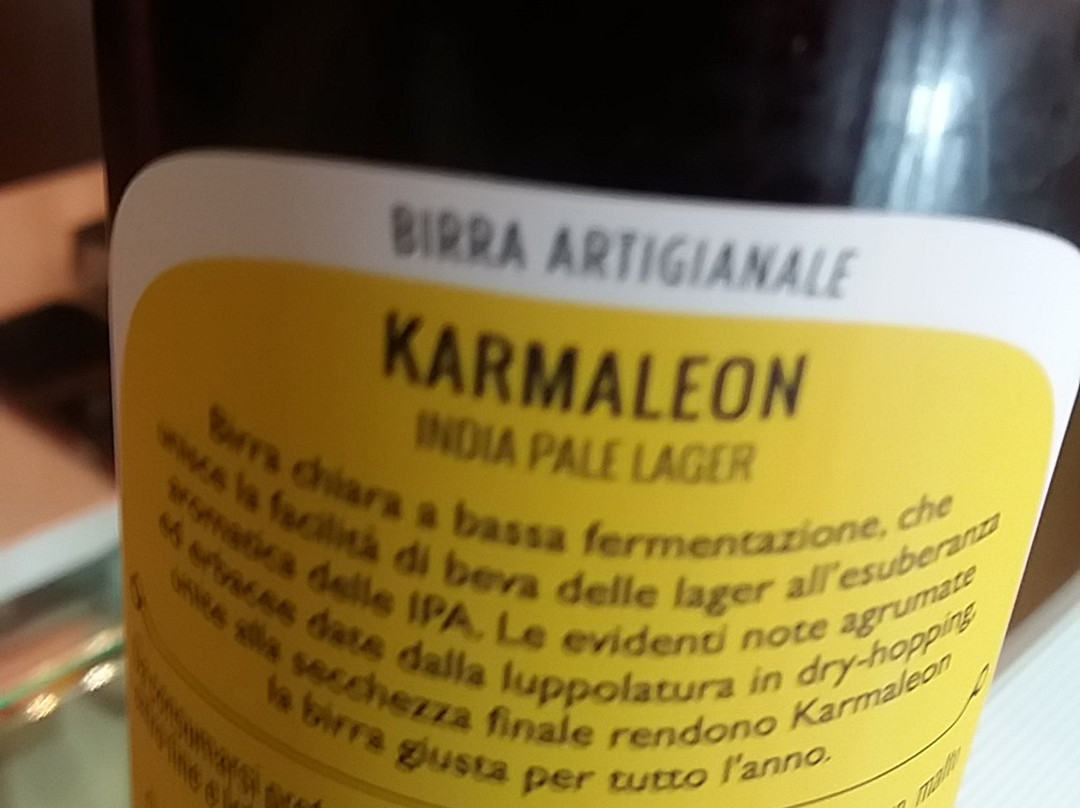 BIRRA ARTIGIANALE
KARMALEON
INDIA PALE LAGER
Birra chiara a bassa fermentazione, che
unisce la facilità di beva delle lager all'esuberanza
aromatica delle IPA. Le evidenti note agrumate
ed erbacee date dalla luppolatura in dry-hopping,
unite alla secchezza finale rendono Karmaleon
la birra giusta per tutto l'anno.